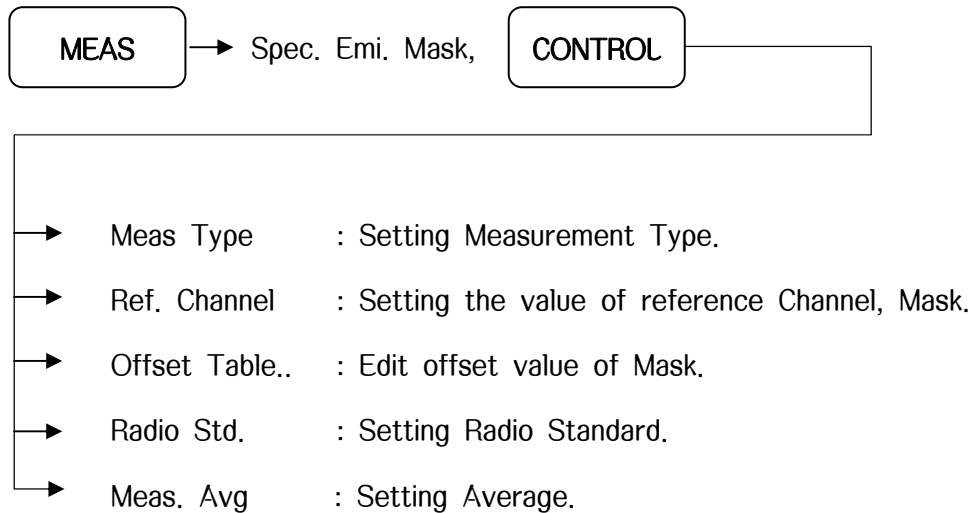 MEAS Spec. Emi. Mask, CONTROL
Meas Type : Setting Measurement Type.
Ref. Channel : Setting the value of reference Channel, Mask.
Offset Table.. : Edit offset value of Mask.
Radio Std. : Setting Radio Standard.
Meas. Avg : Setting Average.